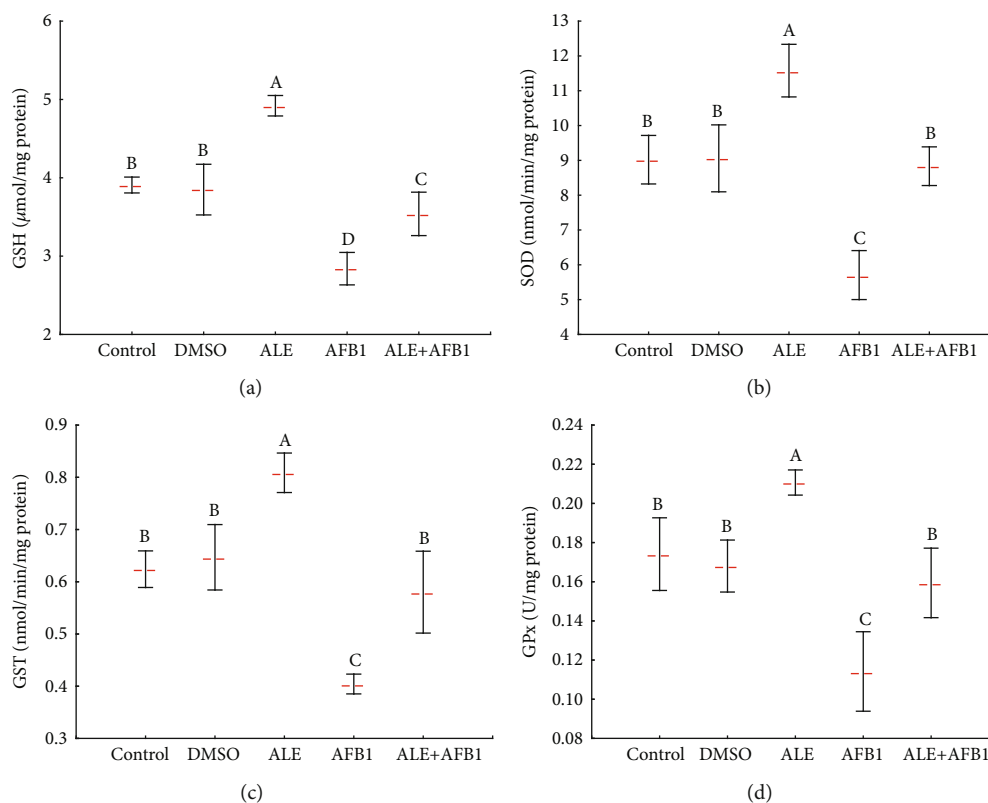 GSH (μmol/mg protein)
6
5
4
3
2
B
B
A
D
C
Control DMSO ALE AFB1 ALE+AFB1
(a)
SOD (nmol/min/mg protein)
13
12
11
10
9
8
7
6
5
4
B
B
A
C
B
Control DMSO ALE AFB1 ALE+AFB1
(b)
GST (nmol/min/mg protein)
0.9
0.8
0.7
0.6
0.5
0.4
0.3
B
B
A
C
B
Control DMSO ALE AFB1 ALE+AFB1
(c)
GPx (U/mg protein)
0.24
0.22
0.20
0.18
0.16
0.14
0.12
0.10
0.08
B
B
A
C
B
Control DMSO ALE AFB1 ALE+AFB1
(d)